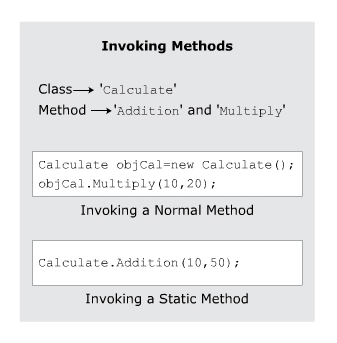 Invoking Methods
Class→ 'Calculate'
Method →'Addition' and 'Multiply'
Calculate objCal=new Calculate();
objCal.Multiply(10,20);
Invoking a Normal Method
Calculate.Addition(10,50);
Invoking a Static Method